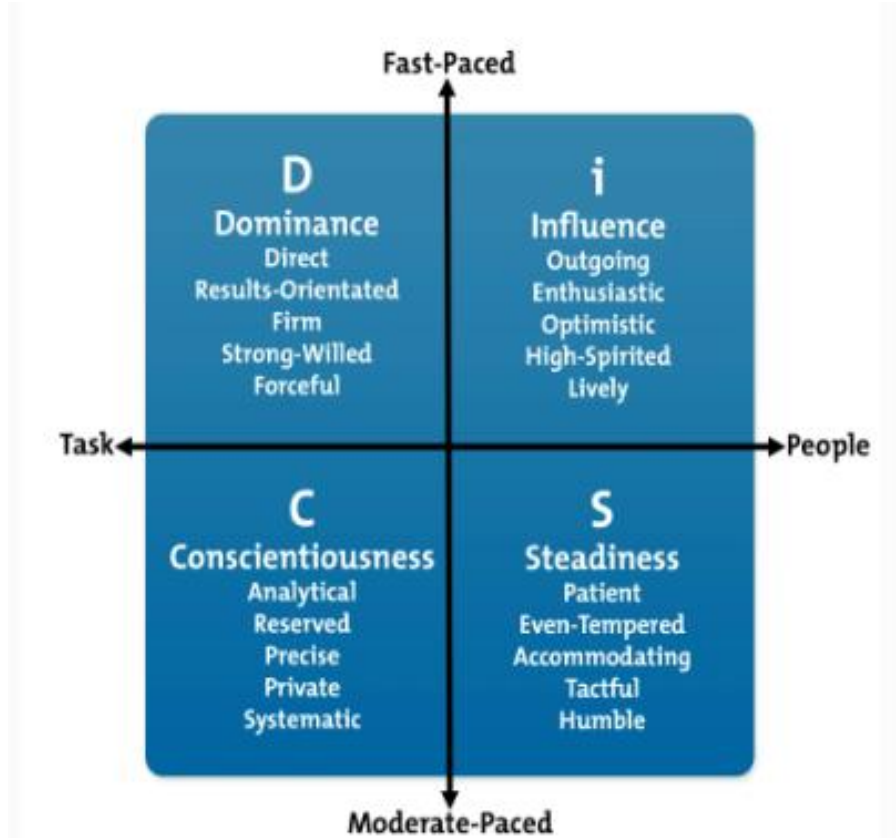 Fast-Paced
D
Dominance
Direct
Results-Orientated
Firm
Strong-Willed
Forceful
i
Influence
Outgoing
Enthusiastic
Optimistic
High-Spirited
Lively
Task
People
C
Conscientiousness
Analytical
Reserved
Precise
Private
Systematic
S
Steadiness
Patient
Even-Tempered
Accommodating
Tactful
Humble
Moderate-Paced